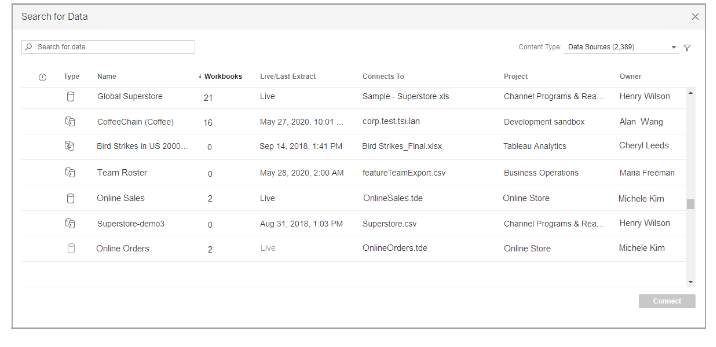 Search for Data
Search for data
Content Type: Data Sources (2,389)
Type Name ↓ Workbooks Live/Last Extract Connects To Project Owner
Global Superstore 21 Live Sample - Superstore.xls Channel Programs & Rea... Henry Wilson
CoffeeChain (Coffee) 16 May 27, 2020, 10:01 ... corp.test.tsi.lan Development sandbox Alan Wang
Bird Strikes in US 2000... 0 Sep 14, 2018, 1:41 PM Bird Strikes_Final.xlsx Tableau Analytics Cheryl Leeds
Team Roster 0 May 28, 2020, 2:00 AM featureTeamExport.csv Business Operations Maria Freeman
Online Sales 2 Live OnlineSales.tde Online Store Michele Kim
Superstore-demo3 0 Aug 31, 2018, 1:03 PM Superstore.csv Channel Programs & Rea... Henry Wilson
Online Orders 2 Live OnlineOrders.tde Online Store Michele Kim
Connect